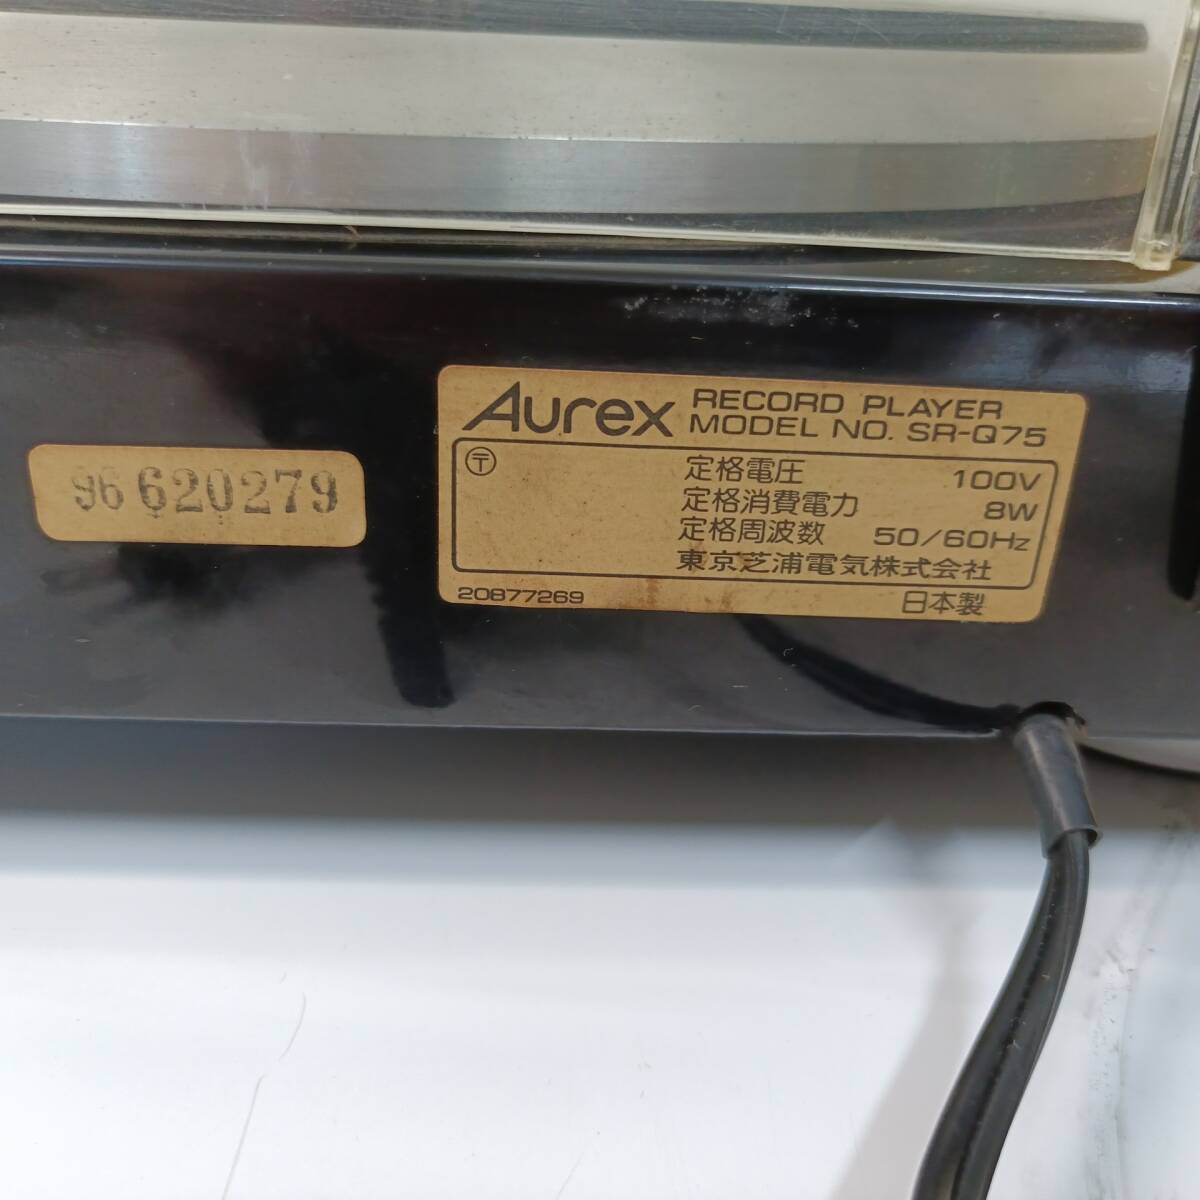 96 620279
Aurex
RECORD PLAYER
MODEL NO. SR-Q75
〒
定格電圧 100V
定格消費電力 8W
定格周波数 50/60Hz
東京芝浦電気株式会社
20877269 日本製